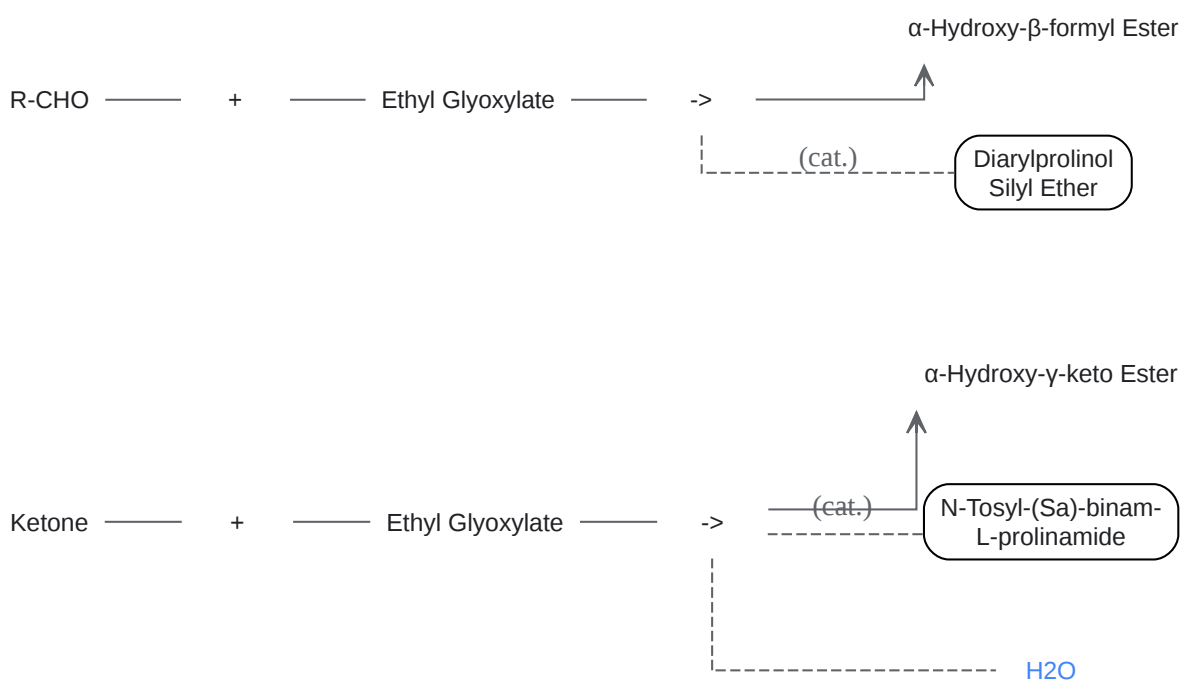 α-Hydroxy-β-formyl Ester
R-CHO + Ethyl Glyoxylate ->
(cat.)
Diarylprolinol
Silyl Ether
α-Hydroxy-γ-keto Ester
(cat.)
N-Tosyl-(Sa)-binam-
L-prolinamide
Ketone + Ethyl Glyoxylate ->
H2O